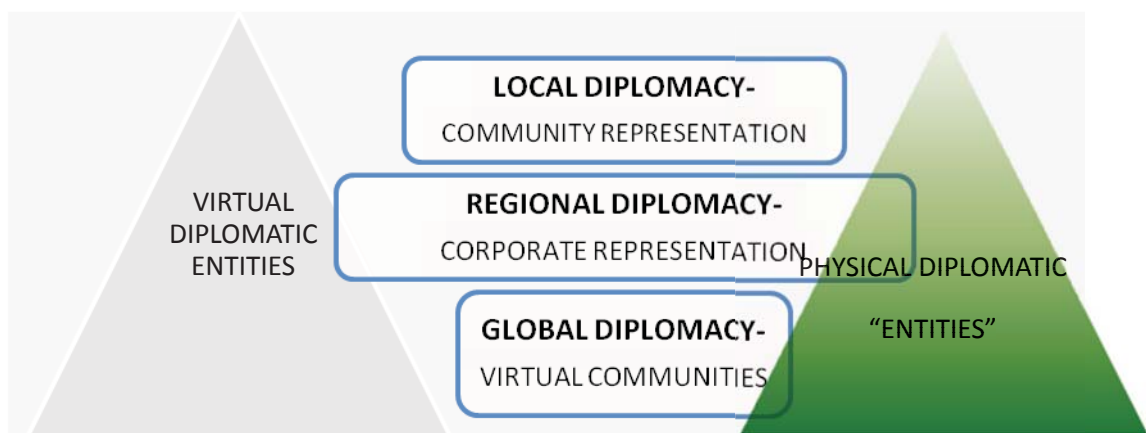 VIRTUAL
DIPLOMATIC
ENTITIES
LOCAL DIPLOMACY-
COMMUNITY REPRESENTATION
REGIONAL DIPLOMACY-
CORPORATE REPRESENTATION
GLOBAL DIPLOMACY-
VIRTUAL COMMUNITIES
PHYSICAL DIPLOMATIC
“ENTITIES”